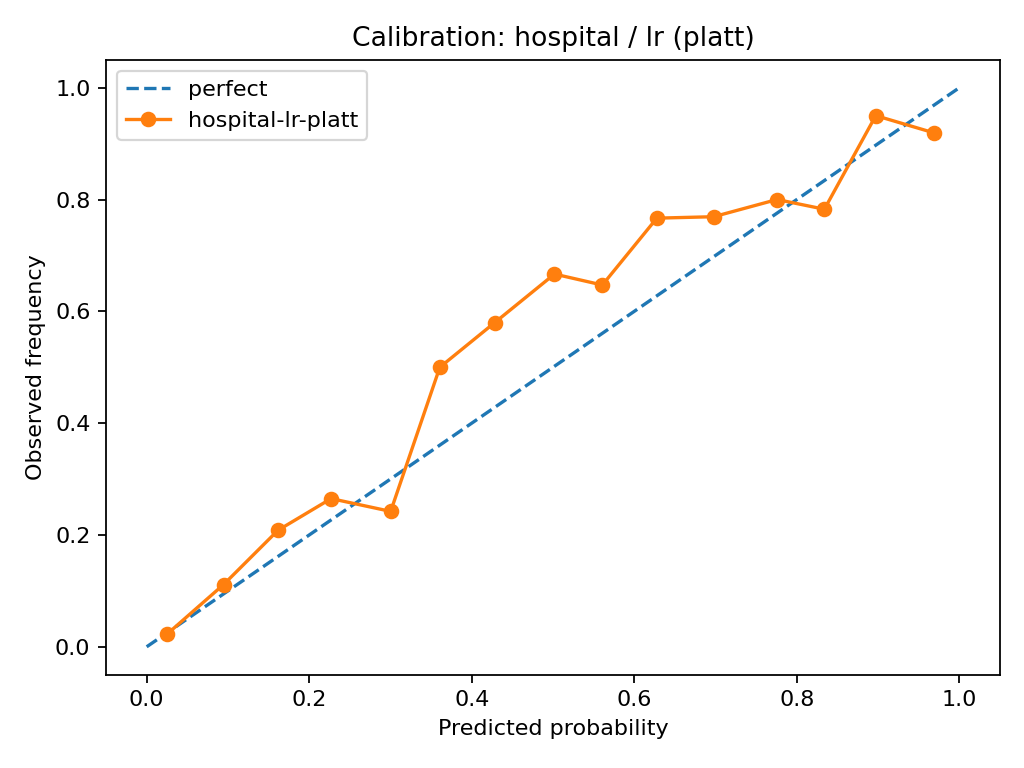 Calibration: hospital / lr (platt)
perfect
hospital-lr-platt
1.0
0.8
0.6
0.4
0.2
0.0
Observed frequency
0.0 0.2 0.4 0.6 0.8 1.0
Predicted probability